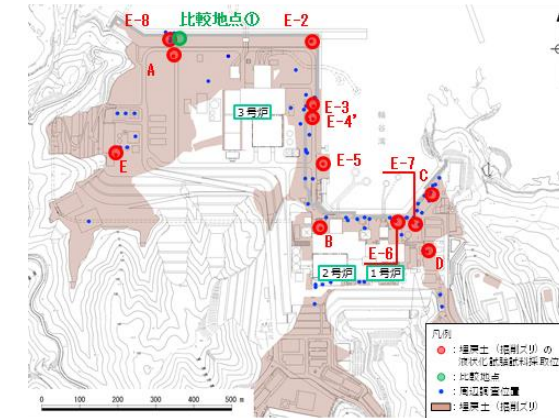 E-8
比較地点①
E-2
A
3号炉
E-3
E-4'
輪谷湾
E
E-5
E-7
C
B
E-6
D
2号炉
1号炉
凡例
：埋戻土（掘削ズリ）の
液状化試験試料採取位
：比較地点
：周辺調査位置
：埋戻土（掘削ズリ）
0 100 200 300 400 500 m